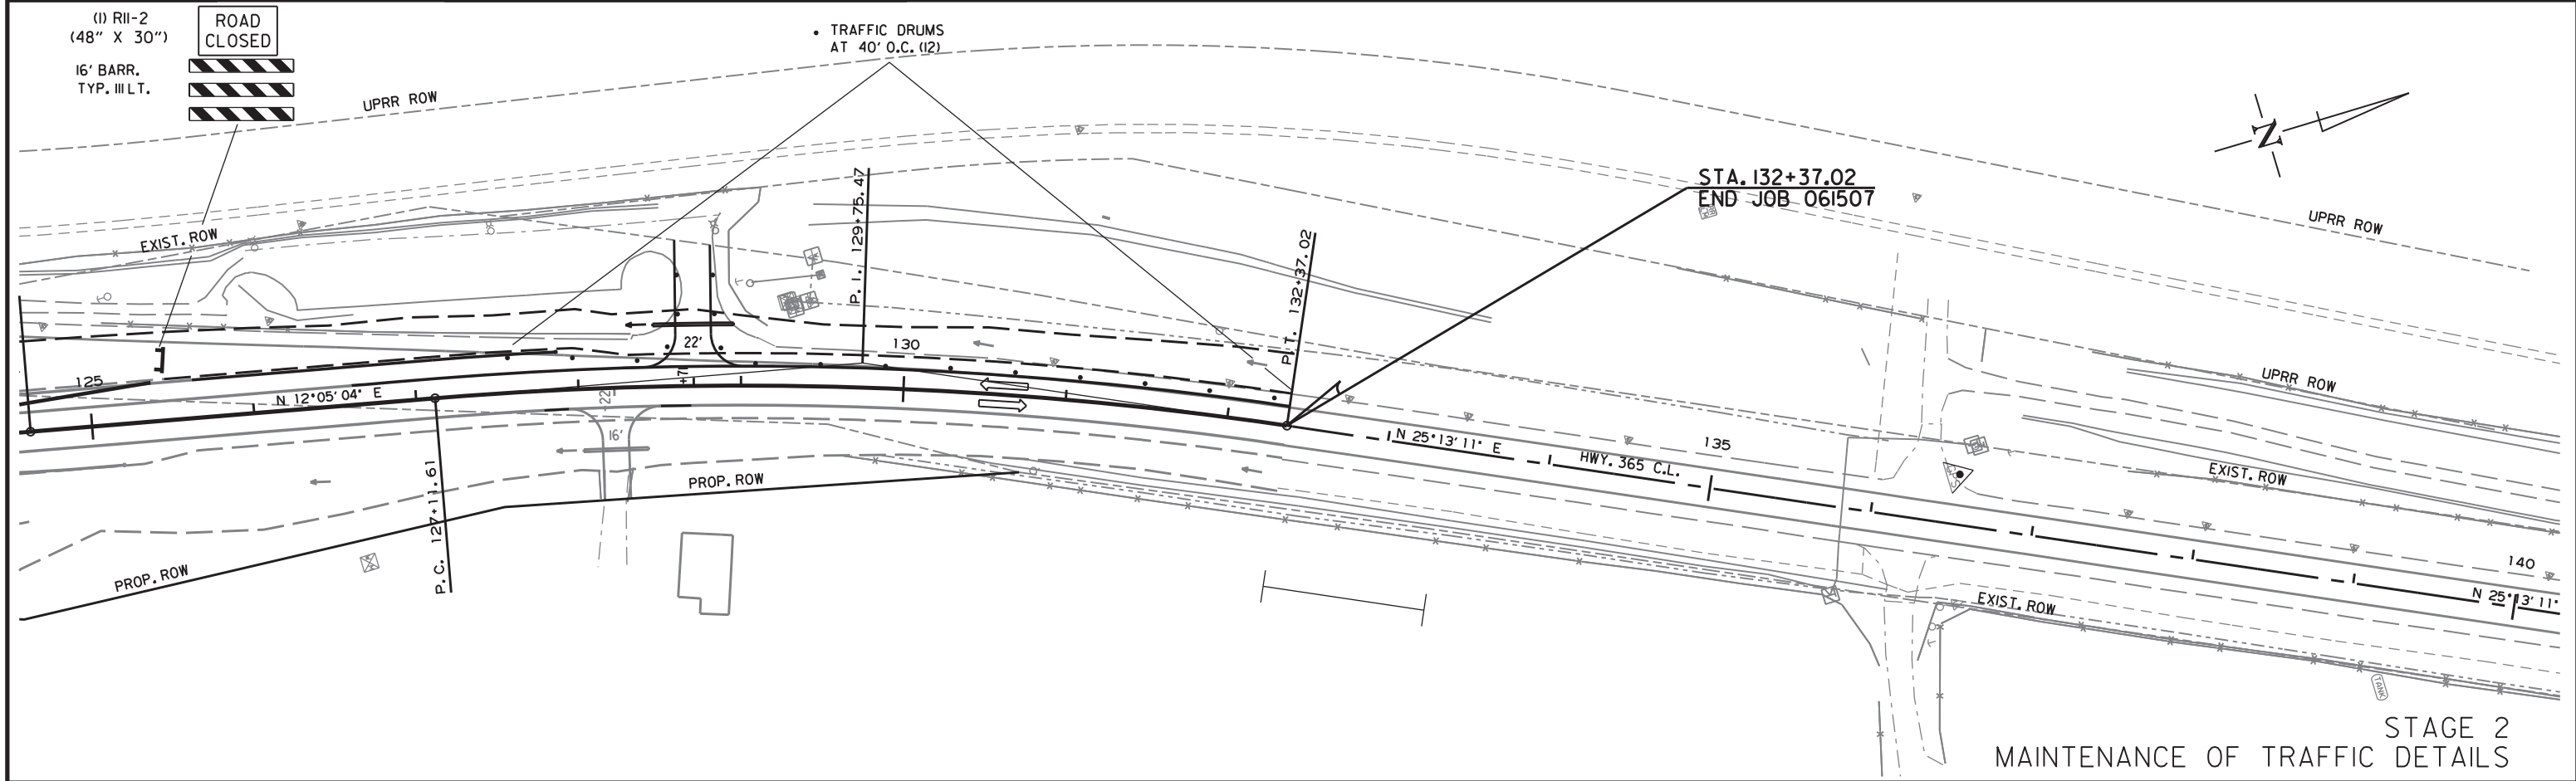 (1) R11-2
(48" X 30")
ROAD
CLOSED
16' BARR.
TYP. III LT.
• TRAFFIC DRUMS
AT 40' O.C. (12)
UPRR ROW
EXIST. ROW
P. I. 129+75.47
P. T. 132+37.02
STA. 132+37.02
END JOB 061507
N
UPRR ROW
22'
130
125
N 12°05'04" E
+71
22
16'
P. C. 127+11.61
PROP. ROW
PROP. ROW
N 25°13'11" E
HWY. 365 C.L.
135
UPRR ROW
EXIST. ROW
140
N 25°13'11"
EXIST. ROW
TANK
STAGE 2
MAINTENANCE OF TRAFFIC DETAILS